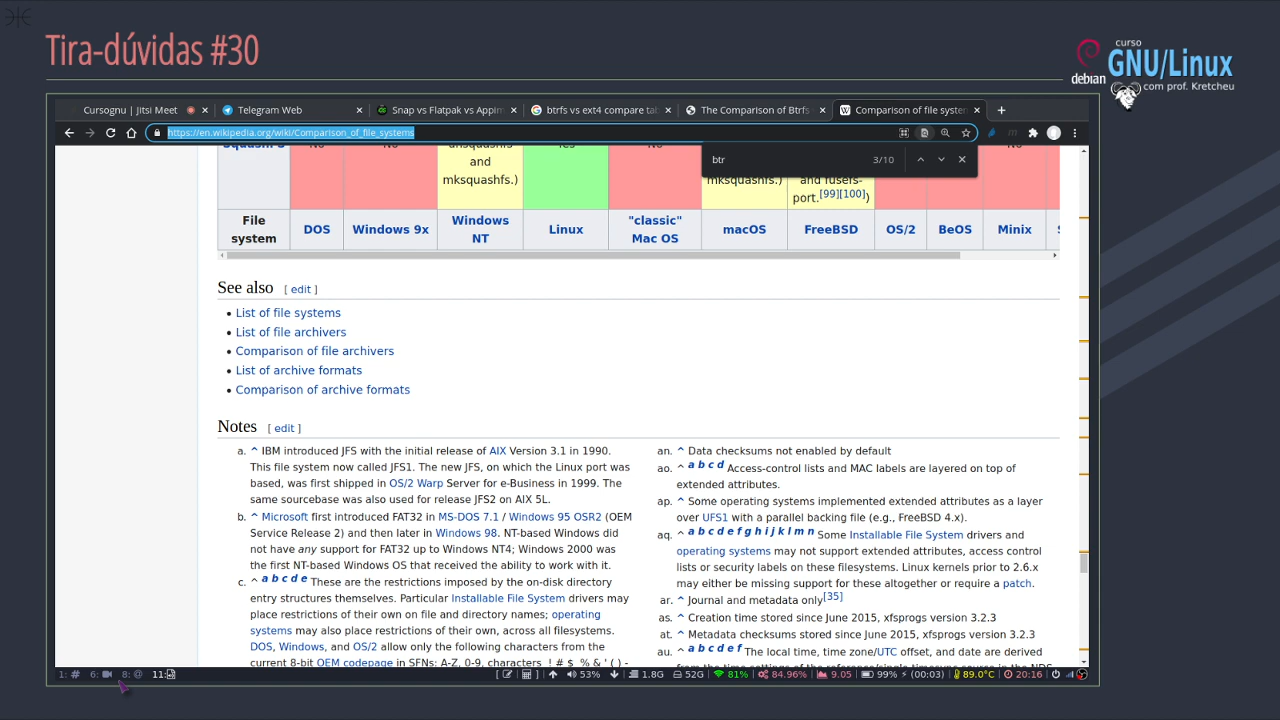 Tira-dúvidas #30
curso
GNU/Linux
debian
com prof. Kretcheu
Cursognu | Jitsi Meet
Telegram Web
Snap vs Flatpak vs AppIm
btrfs vs ext4 compare tab
The Comparison of Btrfs
Comparison of file system
https://en.wikipedia.org/wiki/Comparison_of_file_systems
btr
3/10
and
mksquashfs.)
mksquashfs.)
and fusefs-
port.[99][100])
File system
DOS
Windows 9x
Windows NT
Linux
"classic" Mac OS
macOS
FreeBSD
OS/2
BeOS
Minix
See also [ edit ]
• List of file systems
• List of file archivers
• Comparison of file archivers
• List of archive formats
• Comparison of archive formats
Notes [ edit ]
a. ^ IBM introduced JFS with the initial release of AIX Version 3.1 in 1990.
This file system now called JFS1. The new JFS, on which the Linux port was
based, was first shipped in OS/2 Warp Server for e-Business in 1999. The
same sourcebase was also used for release JFS2 on AIX 5L.
b. ^ Microsoft first introduced FAT32 in MS-DOS 7.1 / Windows 95 OSR2 (OEM
Service Release 2) and then later in Windows 98. NT-based Windows did
not have any support for FAT32 up to Windows NT4; Windows 2000 was
the first NT-based Windows OS that received the ability to work with it.
c. ^ a b c d e These are the restrictions imposed by the on-disk directory
entry structures themselves. Particular Installable File System drivers may
place restrictions of their own on file and directory names; operating
systems may also place restrictions of their own, across all filesystems.
DOS, Windows, and OS/2 allow only the following characters from the
current 8-bit OEM codepage in SFNs: A-Z, 0-9, characters ! # $ % & ' ( ) -
an. ^ Data checksums not enabled by default
ao. ^ a b c d Access-control lists and MAC labels are layered on top of
extended attributes.
ap. ^ Some operating systems implemented extended attributes as a layer
over UFS1 with a parallel backing file (e.g., FreeBSD 4.x).
aq. ^ a b c d e f g h i j k l m n Some Installable File System drivers and
operating systems may not support extended attributes, access control
lists or security labels on these filesystems. Linux kernels prior to 2.6.x
may either be missing support for these altogether or require a patch.
ar. ^ Journal and metadata only[35]
as. ^ Creation time stored since June 2015, xfsprogs version 3.2.3
at. ^ Metadata checksums stored since June 2015, xfsprogs version 3.2.3
au. ^ a b c d e f The local time, time zone/UTC offset, and date are derived
1: # 6: 8: @ 11:
53% 1.8G 52G 81% 84.96% 9.05 99% (00:03) 89.0°C 20:16